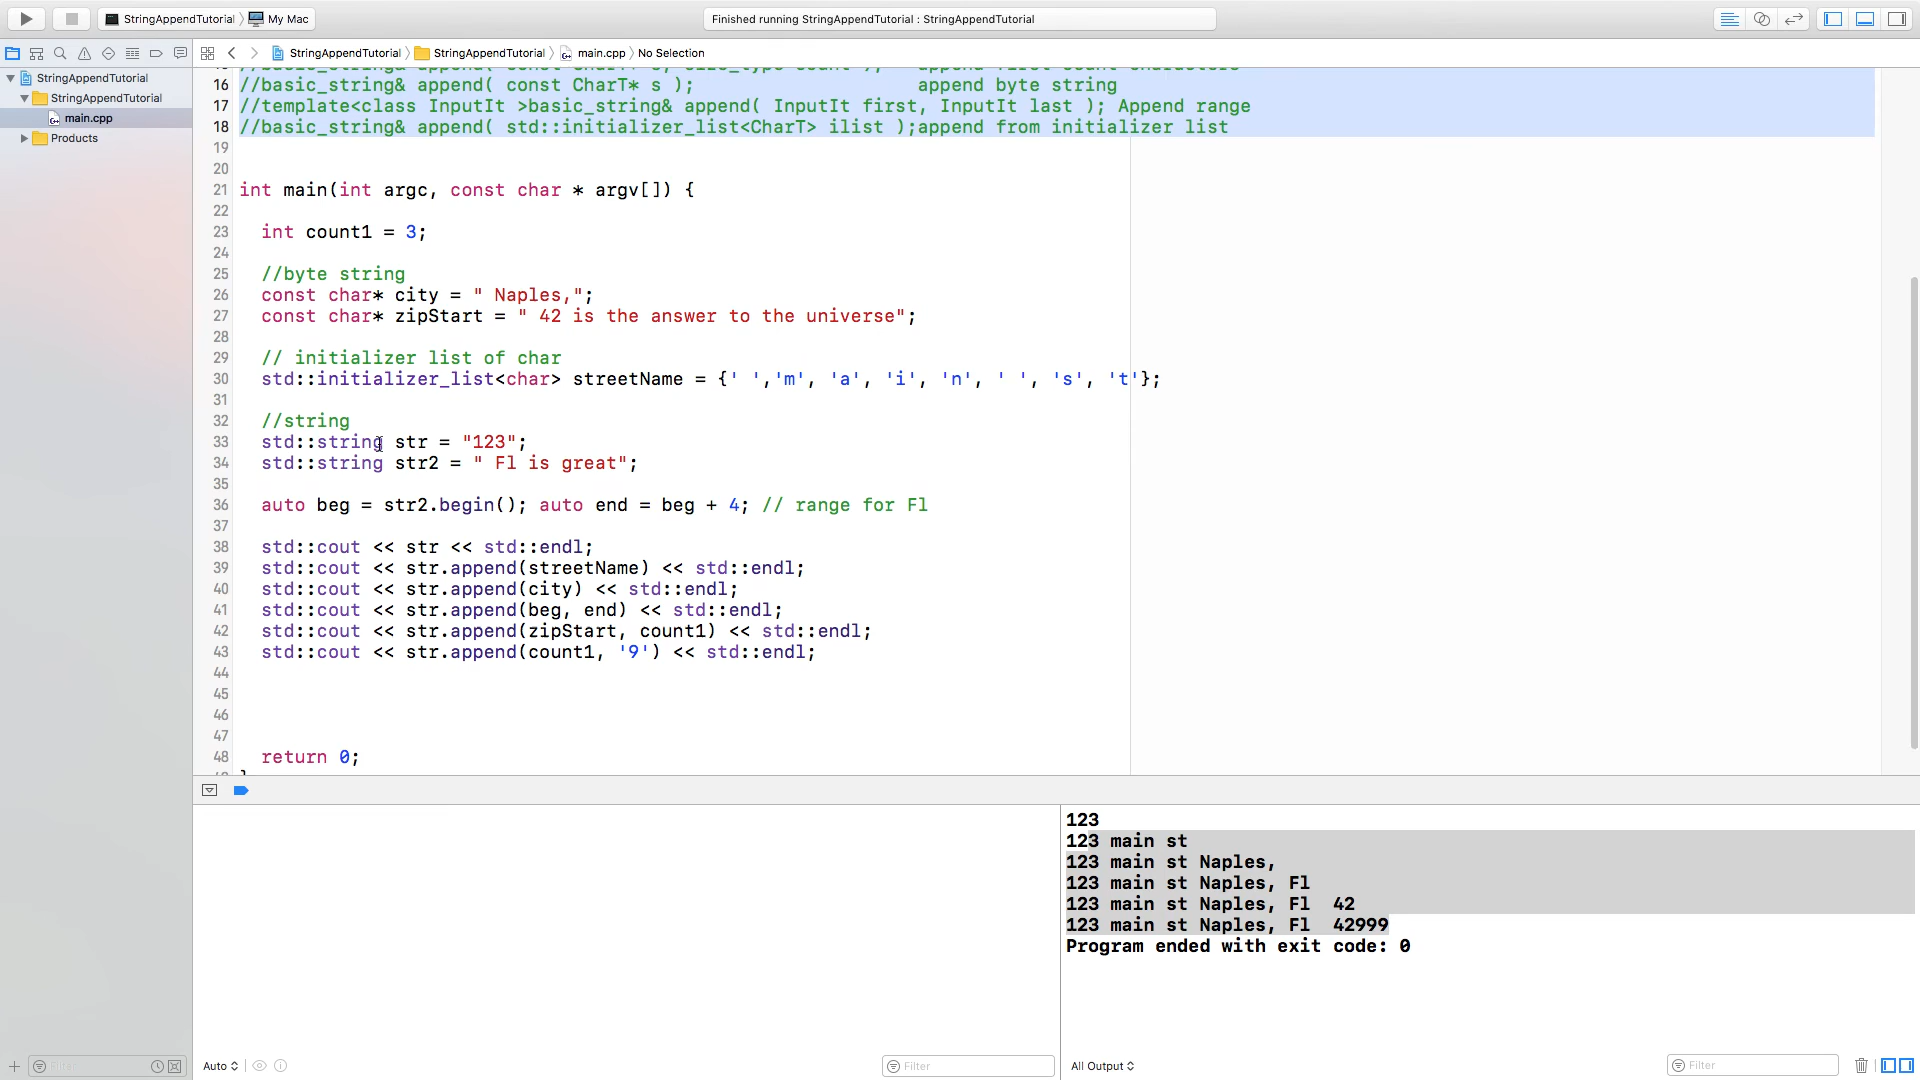 StringAppendTutorial › My Mac
Finished running StringAppendTutorial : StringAppendTutorial
StringAppendTutorial › StringAppendTutorial › main.cpp › No Selection
StringAppendTutorial
StringAppendTutorial
main.cpp
Products
16 //basic_string& append( const CharT* s ); append byte string
17 //template<class InputIt >basic_string& append( InputIt first, InputIt last ); Append range
18 //basic_string& append( std::initializer_list<CharT> ilist );append from initializer list
19
20
21 int main(int argc, const char * argv[]) {
22
23 int count1 = 3;
24
25 //byte string
26 const char* city = " Naples,";
27 const char* zipStart = " 42 is the answer to the universe";
28
29 // initializer list of char
30 std::initializer_list<char> streetName = {' ','m', 'a', 'i', 'n', ' ', 's', 't'};
31
32 //string
33 std::string str = "123";
34 std::string str2 = " Fl is great";
35
36 auto beg = str2.begin(); auto end = beg + 4; // range for Fl
37
38 std::cout << str << std::endl;
39 std::cout << str.append(streetName) << std::endl;
40 std::cout << str.append(city) << std::endl;
41 std::cout << str.append(beg, end) << std::endl;
42 std::cout << str.append(zipStart, count1) << std::endl;
43 std::cout << str.append(count1, '9') << std::endl;
44
45
46
47
48 return 0;
123
123 main st
123 main st Naples,
123 main st Naples, Fl
123 main st Naples, Fl  42
123 main st Naples, Fl  42999
Program ended with exit code: 0
Filter
Auto
Filter
All Output
Filter